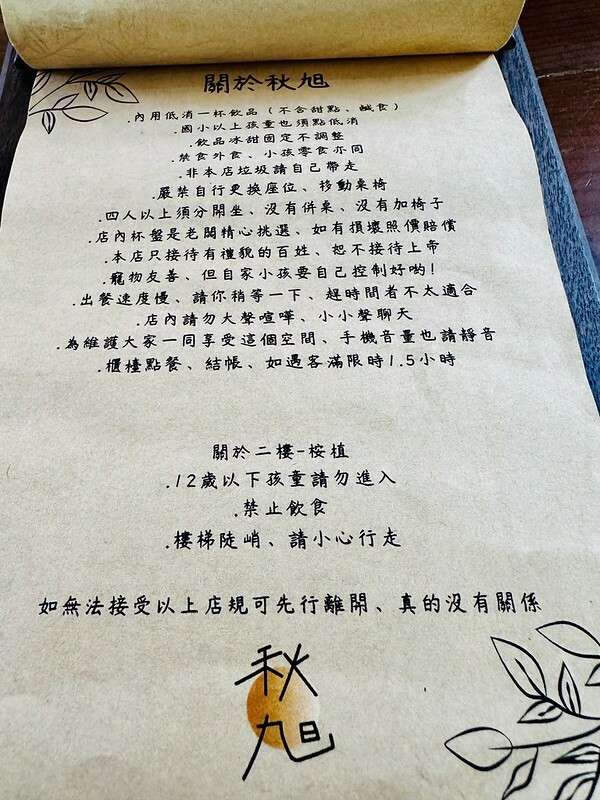 關於秋旭
.內用低消一杯飲品（不含甜點、鹹食）
.國小以上孩童也須點低消
.飲品冰甜固定不調整
.禁食外食、小孩零食亦同
.非本店垃圾請自己帶走
.嚴禁自行更換座位、移動桌椅
.四人以上須分開坐、沒有併桌、沒有加椅子
.店內杯盤是老闆精心挑選、如有損壞照價賠償
.本店只接待有禮貌的百姓、恕不接待上帝
.寵物友善、但自家小孩要自己控制好喲!
.出餐速度慢、請你稍等一下、趕時間者不太適合
.店內請勿大聲喧嘩、小小聲聊天
.為維護大家一同享受這個空間、手機音量也請靜音
.櫃檯點餐、結帳、如遇客滿限時1.5小時
關於二樓-桉植
.12歲以下孩童請勿進入
.禁止飲食
.樓梯陡峭、請小心行走
如無法接受以上店規可先行離開、真的沒有關係
秋
旭